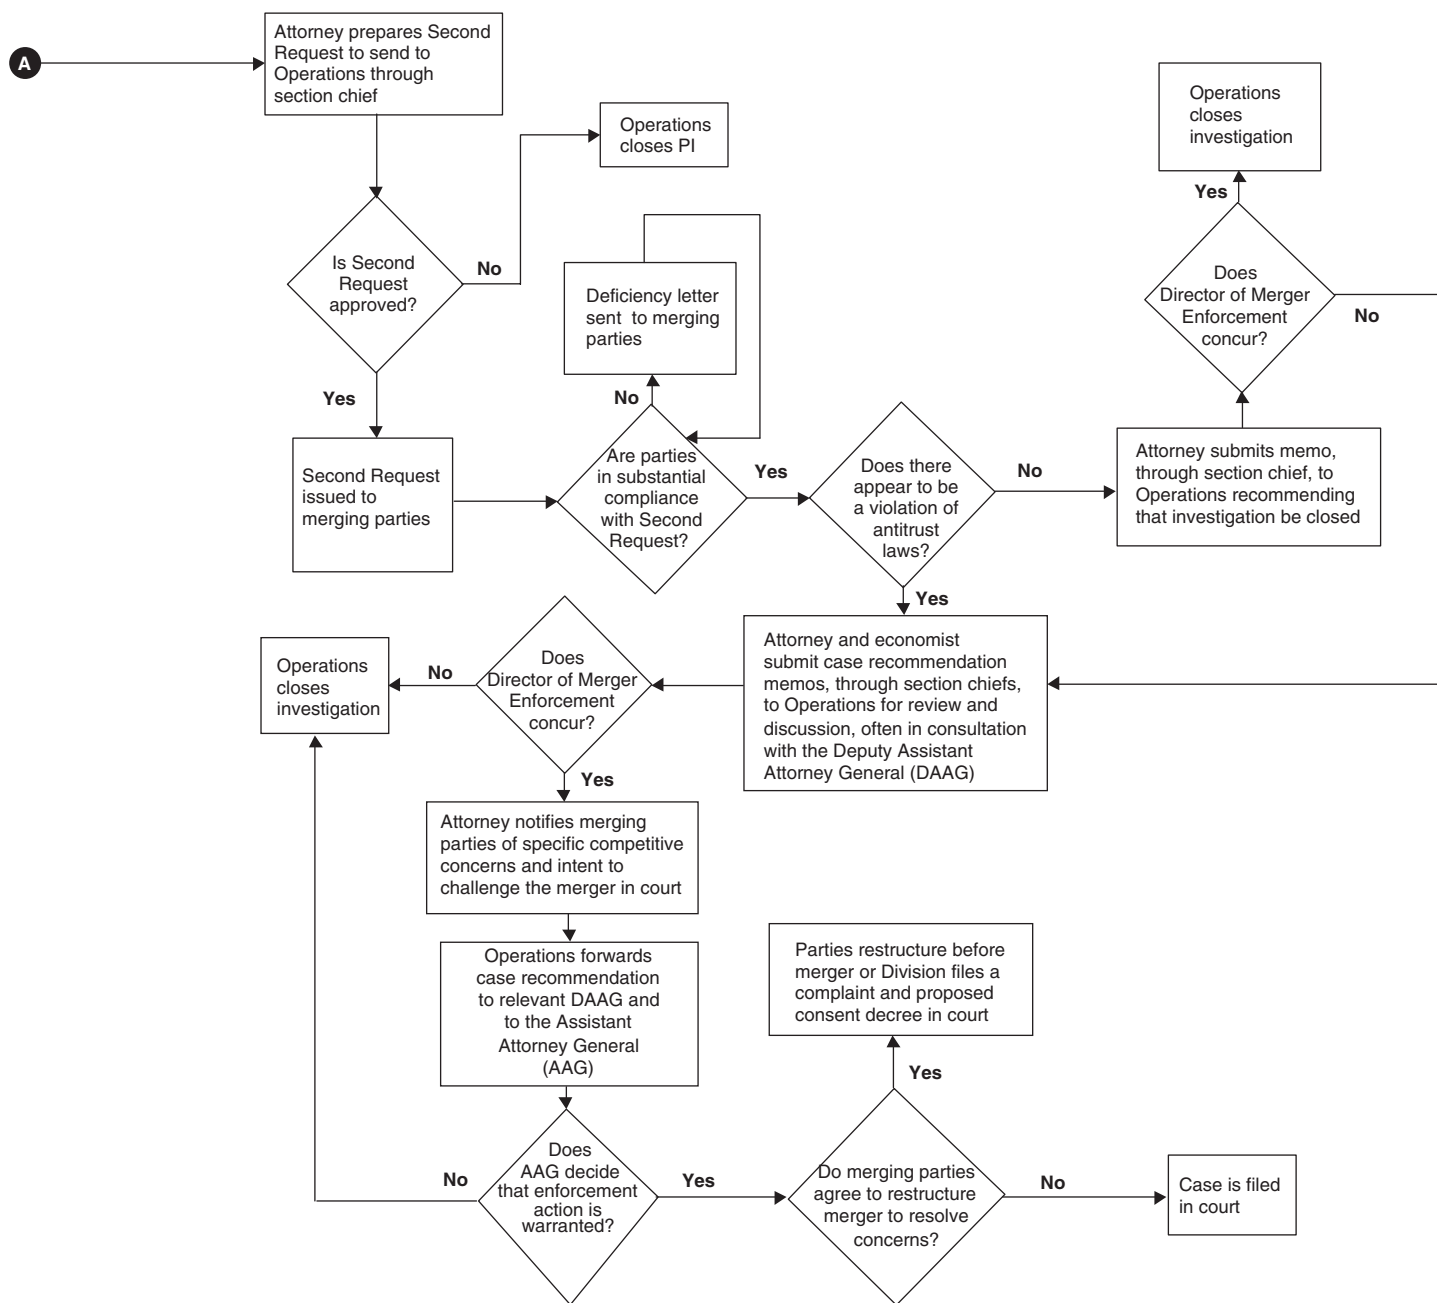 A
Attorney prepares Second
Request to send to
Operations through
section chief
Operations
closes PI
Operations
closes
investigation
Is Second
Request
approved?
No
Yes
Deficiency letter
sent to merging
parties
No
Yes
Does
Director of Merger
Enforcement
concur?
No
Second Request
issued to
merging parties
Are parties
in substantial
compliance
with Second
Request?
Yes
Does there
appear to be
a violation of
antitrust
laws?
No
Attorney submits memo,
through section chief, to
Operations recommending
that investigation be closed
Yes
Operations
closes
investigation
No
Does
Director of Merger
Enforcement
concur?
Attorney and economist
submit case recommendation
memos, through section chiefs,
to Operations for review and
discussion, often in consultation
with the Deputy Assistant
Attorney General (DAAG)
Yes
Attorney notifies merging
parties of specific competitive
concerns and intent to
challenge the merger in court
Operations forwards
case recommendation
to relevant DAAG and
to the Assistant
Attorney General
(AAG)
Parties restructure before
merger or Division files a
complaint and proposed
consent decree in court
Yes
No
Does
AAG decide
that enforcement
action is
warranted?
Yes
Do merging parties
agree to restructure
merger to resolve
concerns?
No
Case is filed
in court